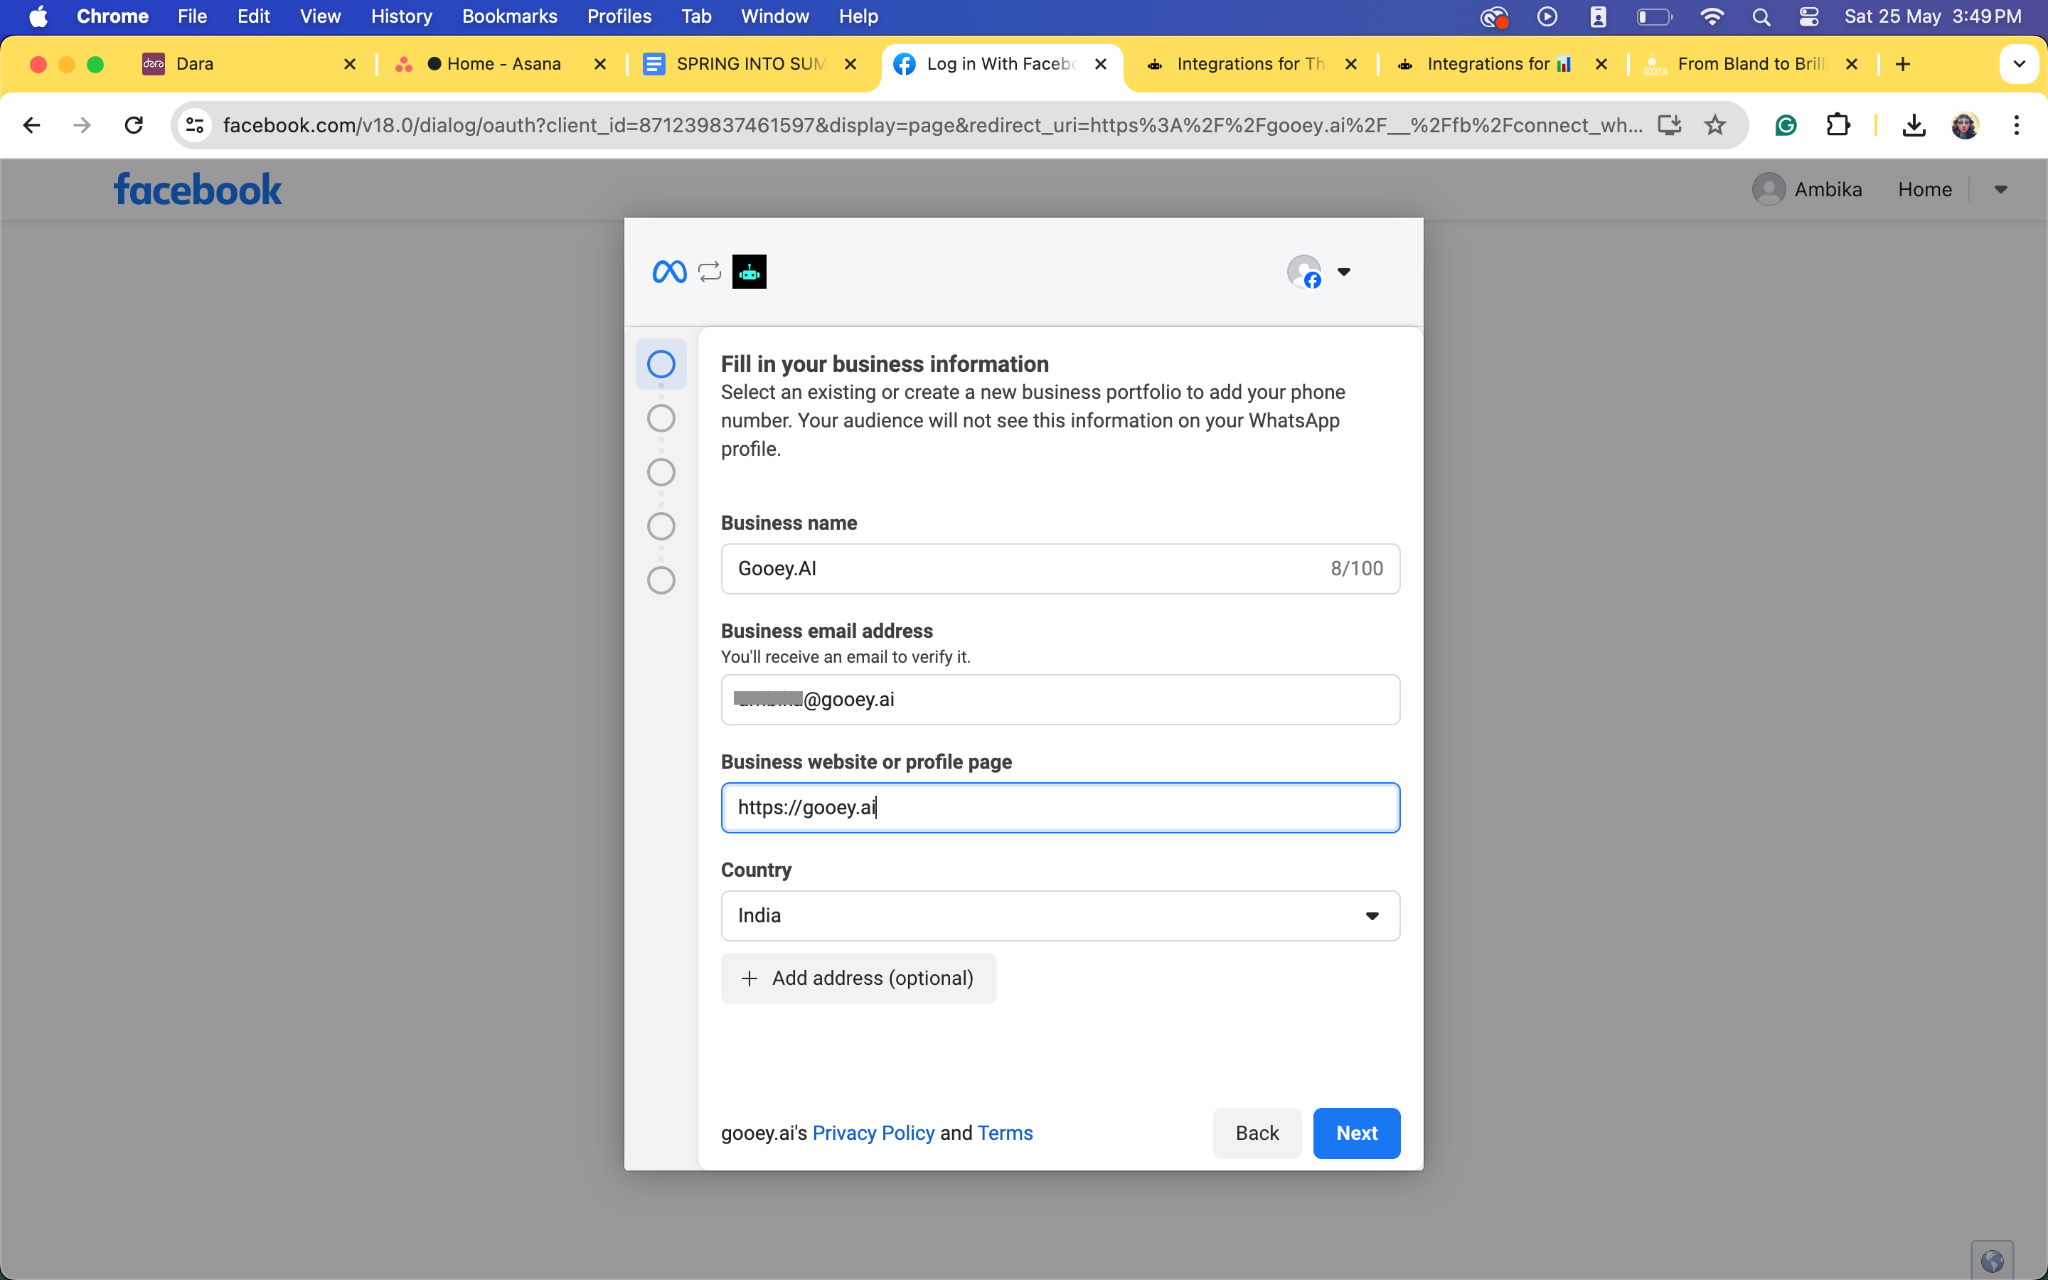 Chrome File Edit View History Bookmarks Profiles Tab Window Help Sat 25 May 3:49 PM
dara Dara Home - Asana SPRING INTO SUM Log in With Facebo Integrations for Th Integrations for From Bland to Brill
facebook.com/v18.0/dialog/oauth?client_id=871239837461597&display=page&redirect_uri=https%3A%2F%2Fgooey.ai%2F__%2Ffb%2Fconnect_wh...
facebook Ambika Home
Fill in your business information
Select an existing or create a new business portfolio to add your phone
number. Your audience will not see this information on your WhatsApp
profile.
Business name
Gooey.AI 8/100
Business email address
You'll receive an email to verify it.
@gooey.ai
Business website or profile page
https://gooey.ai
Country
India
+ Add address (optional)
gooey.ai's Privacy Policy and Terms Back Next